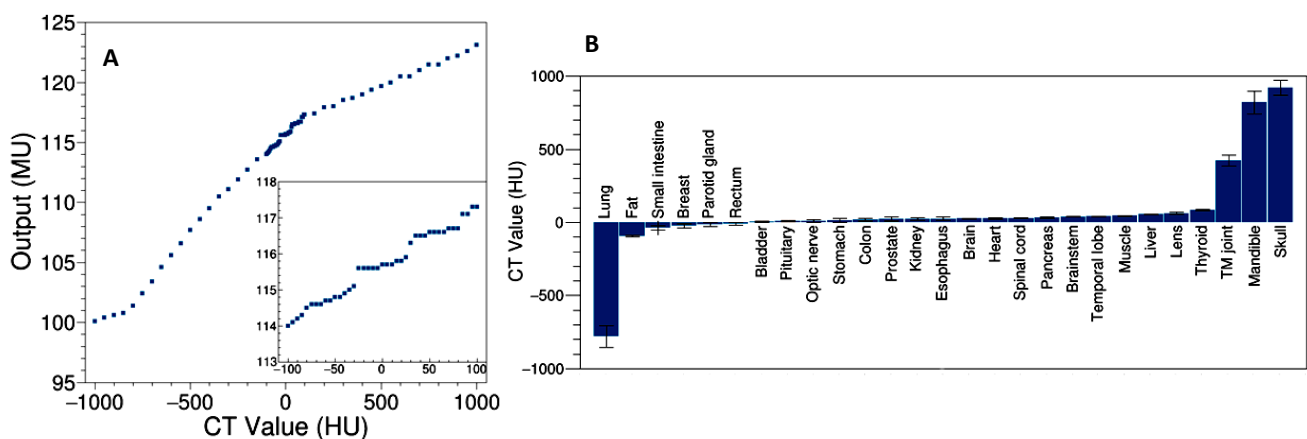 A
125
120
115
110
105
100
95
Output (MU)
−1000
−500
0
500
1000
CT Value (HU)
118
117
116
115
114
113
−100
−50
0
50
100
B
1000
500
0
−500
−1000
CT Value (HU)
Lung
Fat
Small intestine
Breast
Parotid gland
Rectum
Bladder
Pituitary
Optic nerve
Stomach
Colon
Prostate
Kidney
Esophagus
Brain
Heart
Spinal cord
Pancreas
Brainstem
Temporal lobe
Muscle
Liver
Lens
Thyroid
TM joint
Mandible
Skull